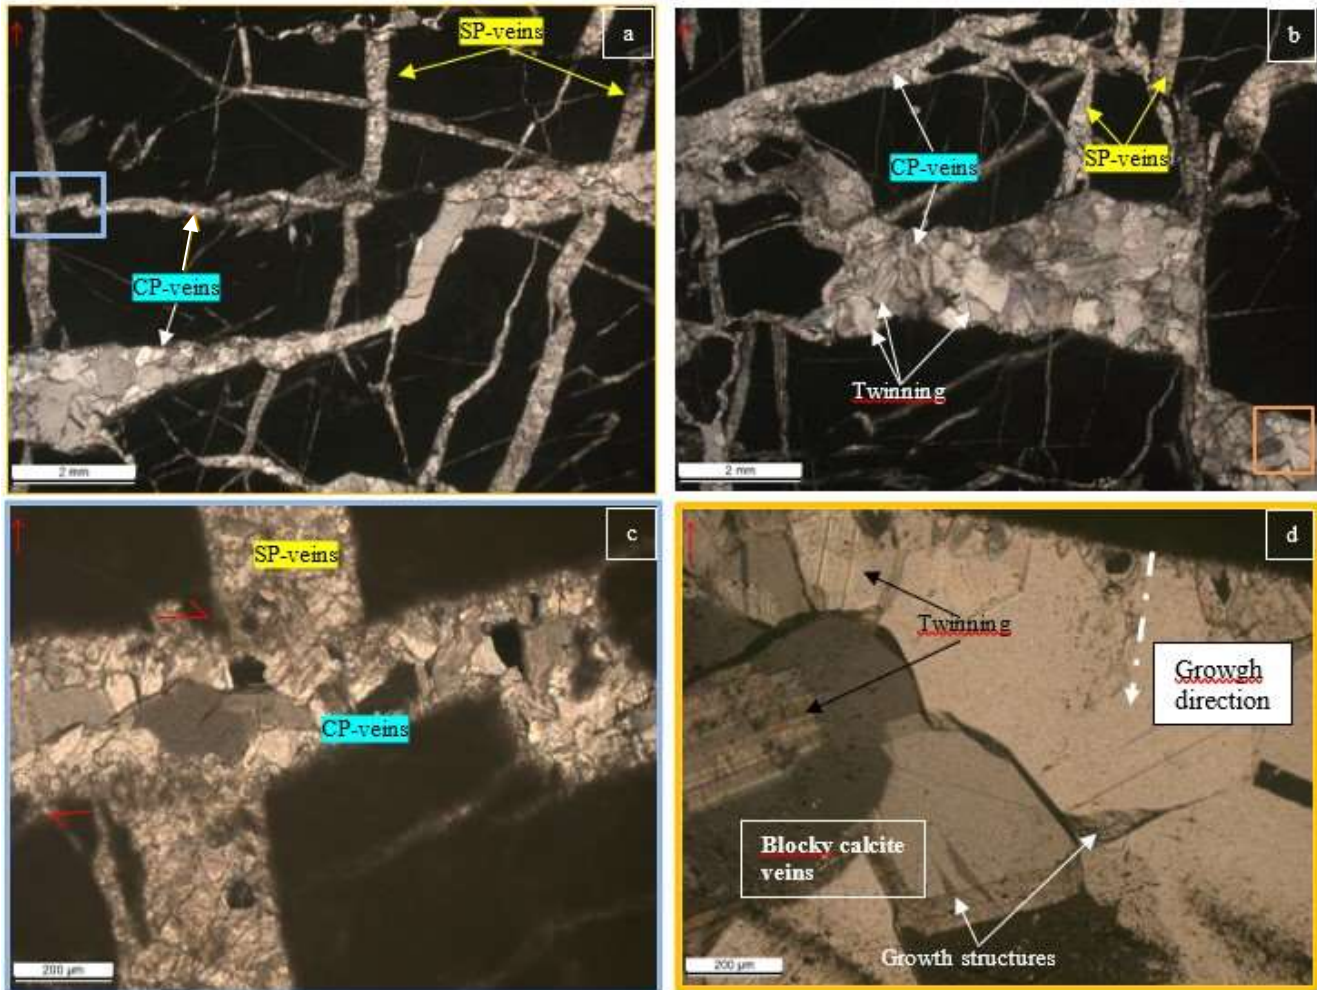 a
SP-veins
CP-veins
2 mm
b
CP-veins
SP-veins
Twinning
2 mm
c
SP-veins
CP-veins
200 µm
d
Twinning
Growgh
direction
Blocky calcite
veins
Growth structures
200 µm